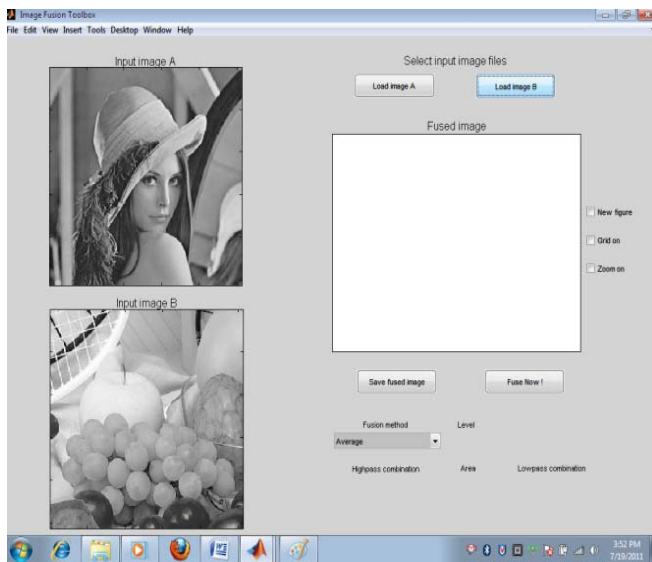 Image Fusion Toolbox
File Edit View Insert Tools Desktop Window Help
Input image A
Select input image files
Load image A
Load image B
Fused image
New figure
Grid on
Zoom on
Input image B
Save fused image
Fuse Now !
Fusion method
Level
Average
Highpass combination
Area
Lowpass combination
3:52 PM
7/19/2011